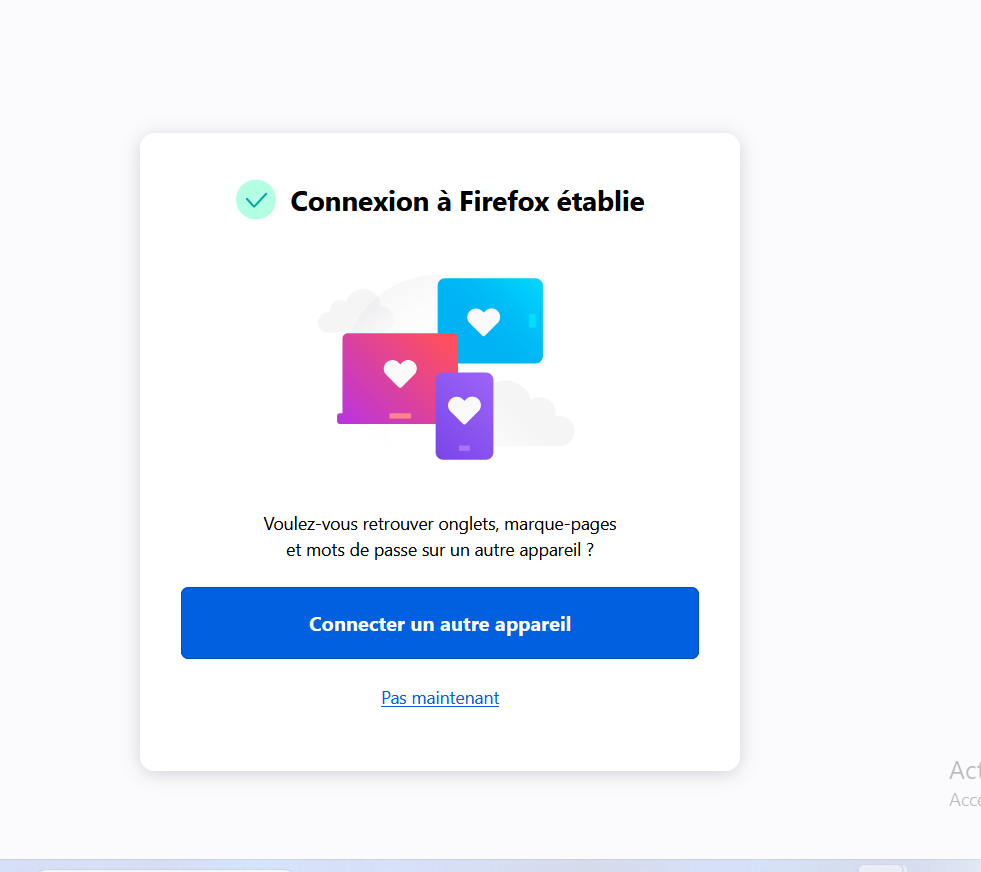 Connexion à Firefox établie
Voulez-vous retrouver onglets, marque-pages
et mots de passe sur un autre appareil ?
Connecter un autre appareil
Pas maintenant